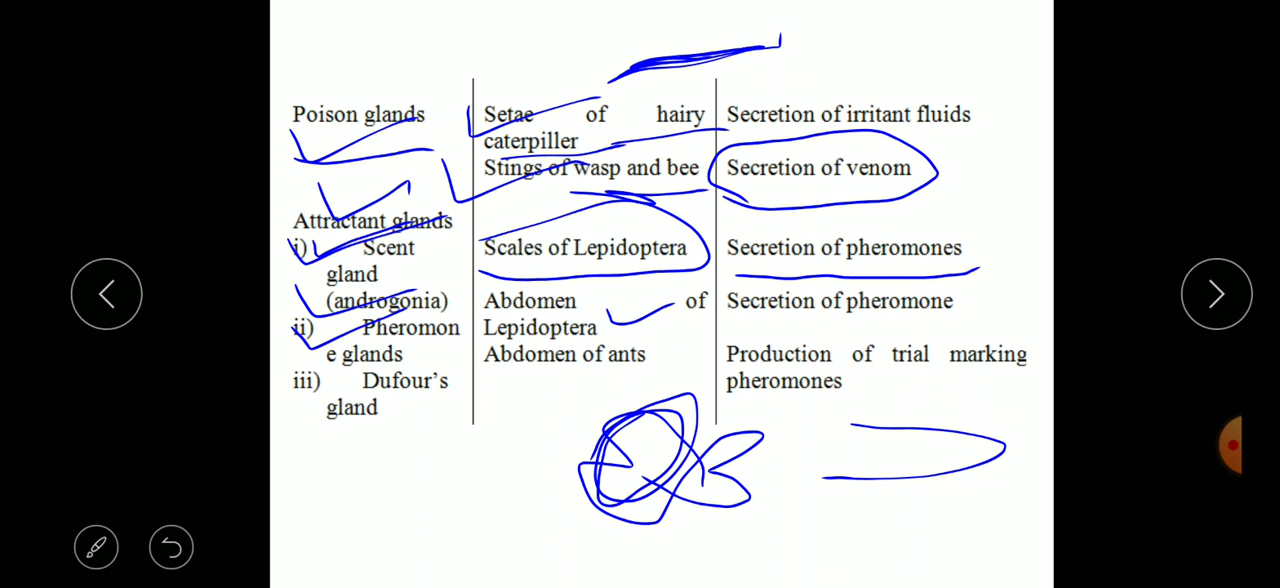 Poison glands
Setae of hairy
caterpiller
Secretion of irritant fluids
Stings of wasp and bee
Secretion of venom
Attractant glands
i) Scent
gland
(androgonia)
Scales of Lepidoptera
Secretion of pheromones
ii) Pheromon
e glands
Abdomen of
Lepidoptera
Secretion of pheromone
iii) Dufour's
gland
Abdomen of ants
Production of trial marking
pheromones